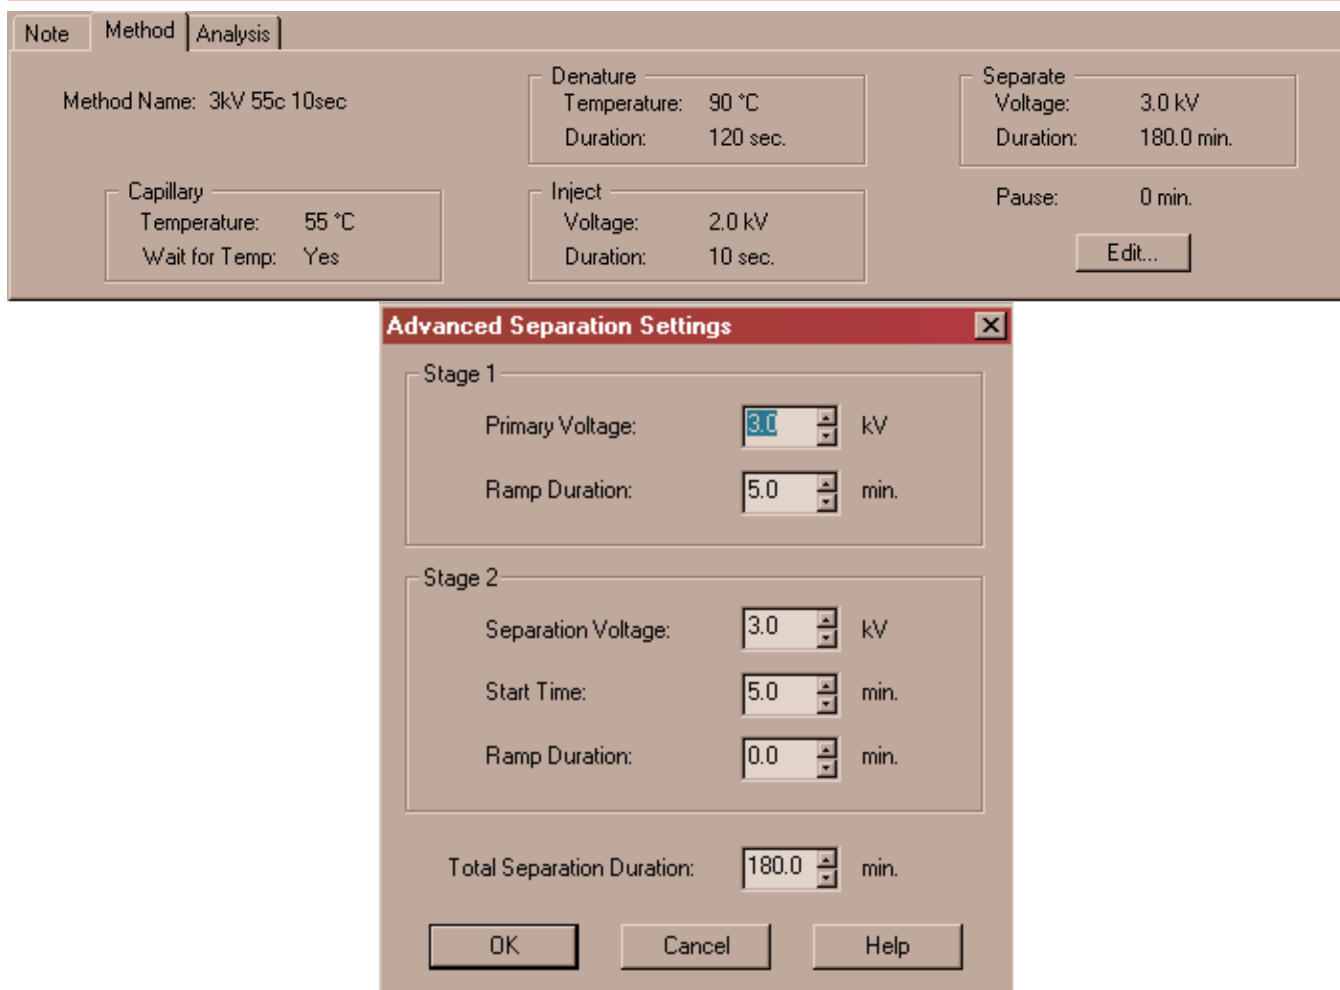 Note Method Analysis
Method Name: 3kV 55c 10sec
Denature
Temperature: 90 °C
Duration: 120 sec.
Separate
Voltage: 3.0 kV
Duration: 180.0 min.
Capillary
Temperature: 55 °C
Wait for Temp: Yes
Inject
Voltage: 2.0 kV
Duration: 10 sec.
Pause: 0 min.
Edit...
Advanced Separation Settings
Stage 1
Primary Voltage: 3.0 kV
Ramp Duration: 5.0 min.
Stage 2
Separation Voltage: 3.0 kV
Start Time: 5.0 min.
Ramp Duration: 0.0 min.
Total Separation Duration: 180.0 min.
OK Cancel Help